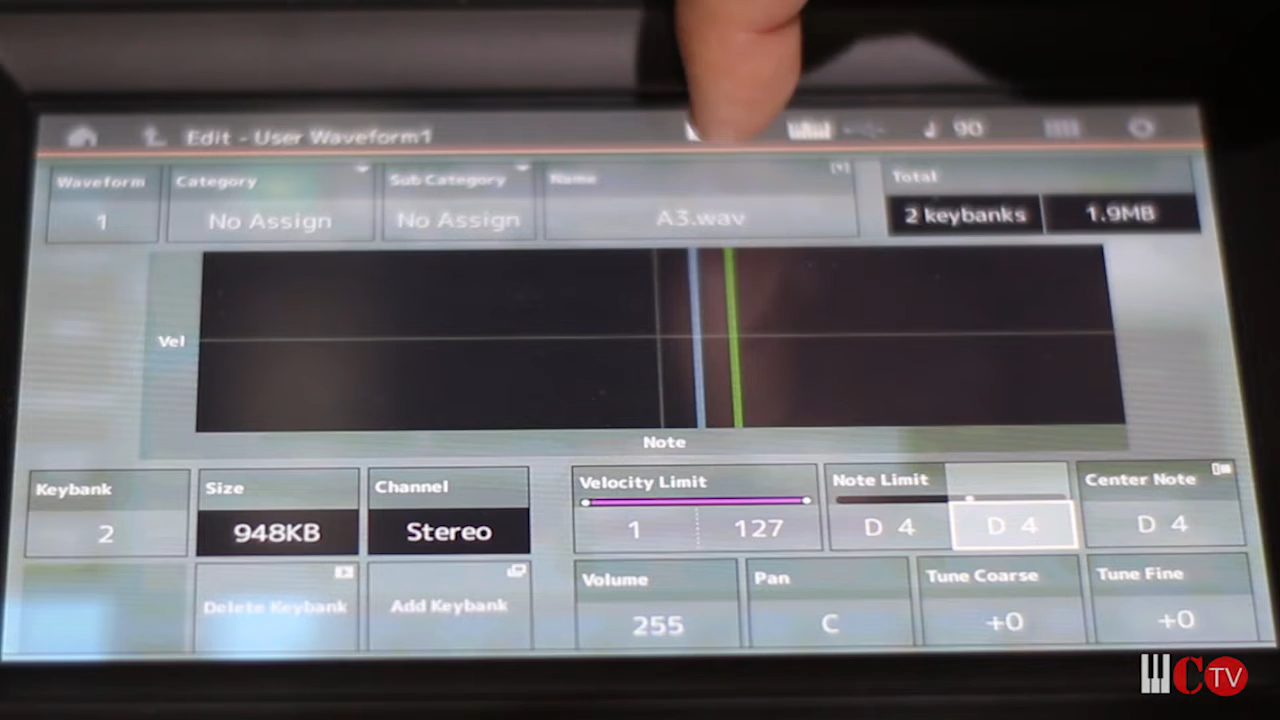 Edit - User Waveform1
90
Waveform
1
Category
No Assign
Sub Category
No Assign
Name
A3.wav
Total
2 keybanks
1.9MB
Vel
Note
Keybank
2
Size
948KB
Channel
Stereo
Velocity Limit
1
127
Note Limit
D 4
D 4
Center Note
D 4
Delete Keybank
Add Keybank
Volume
255
Pan
C
Tune Coarse
+0
Tune Fine
+0
C TV